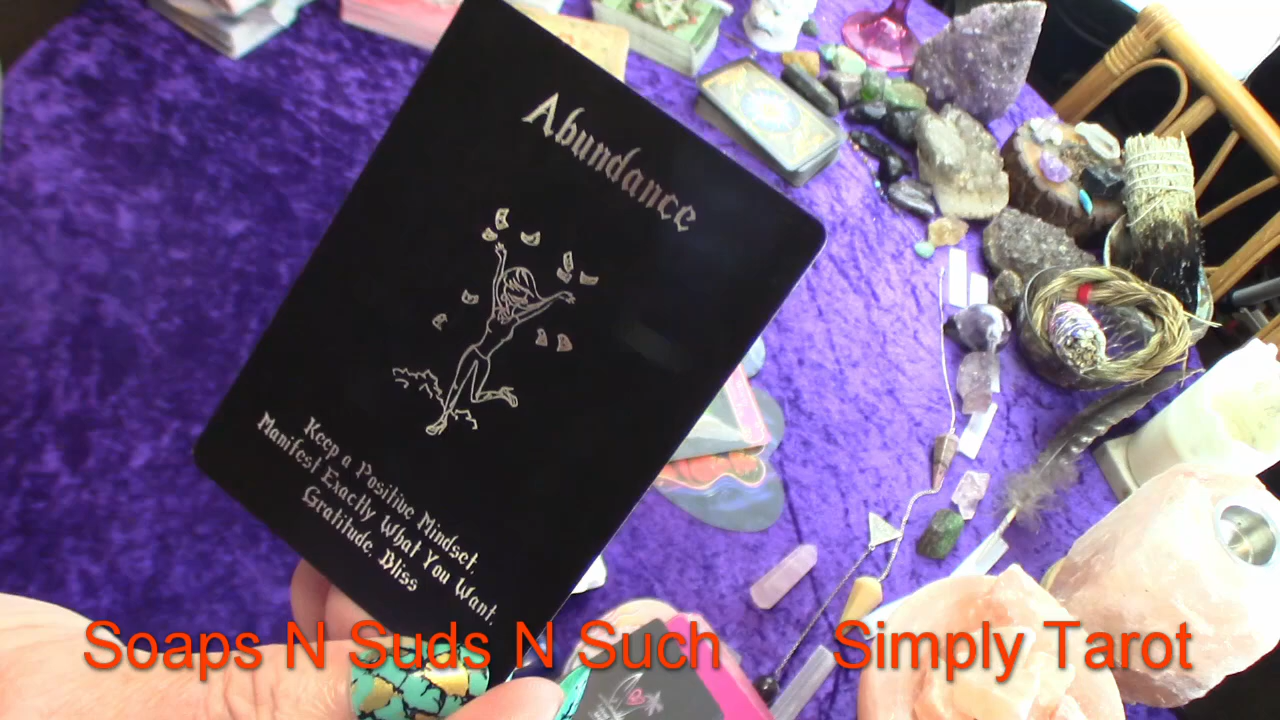 Abundance
Keep a Positive Mindset.
Manifest Exactly What You Want.
Gratitude. Bliss
Soaps N Suds N Such Simply Tarot